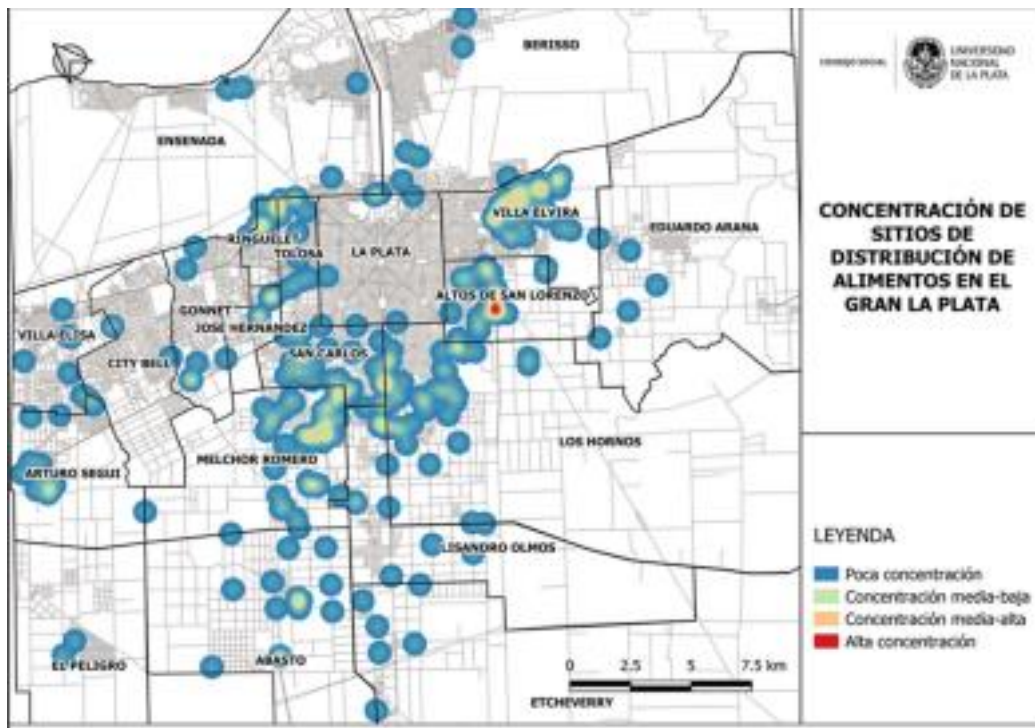 BERISSO
ENSENADA
VILLA ELVIRA
EDUARDO ARANA
RINGUELET
TOLOSA
LA PLATA
ALTOS DE SAN LORENZO
GONNET
JOSE HERNANDEZ
VILLA ELISA
CITY BELL
SAN CARLOS
LOS HORNOS
MELCHOR ROMERO
ARTURO SEGUI
LISANDRO OLMOS
EL PELIGRO
ABASTO
ETCHEVERRY
0 2.5 5 7.5 km
CONSEJO SOCIAL
UNIVERSIDAD
NACIONAL
DE LA PLATA
CONCENTRACIÓN DE
SITIOS DE
DISTRIBUCIÓN DE
ALIMENTOS EN EL
GRAN LA PLATA
LEYENDA
Poca concentración
Concentración media-baja
Concentración media-alta
Alta concentración